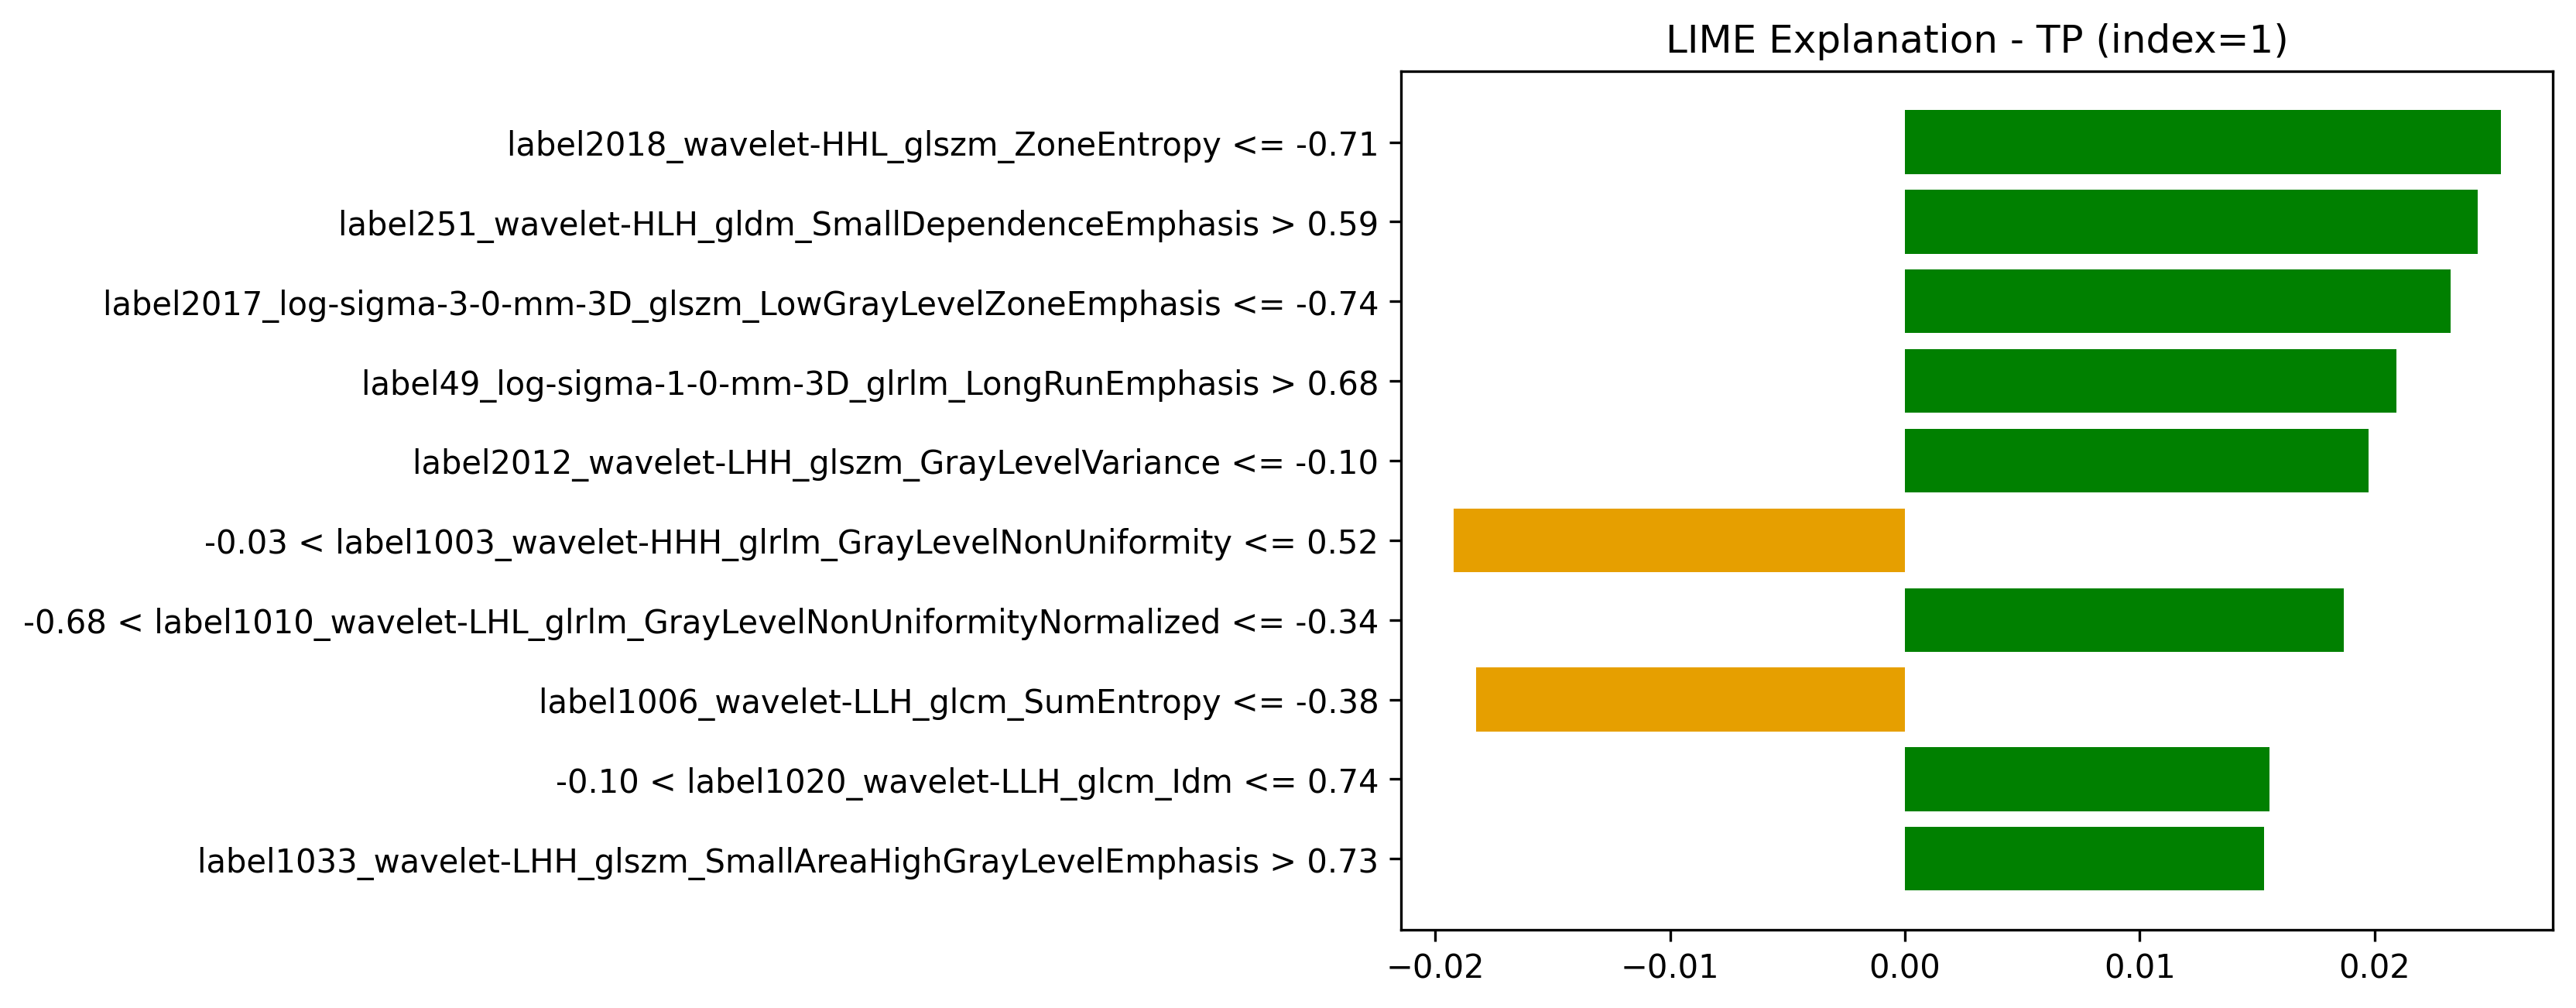 LIME Explanation - TP (index=1)
label2018_wavelet-HHL_glszm_ZoneEntropy <= -0.71
label251_wavelet-HLH_gldm_SmallDependenceEmphasis > 0.59
label2017_log-sigma-3-0-mm-3D_glszm_LowGrayLevelZoneEmphasis <= -0.74
label49_log-sigma-1-0-mm-3D_glrlm_LongRunEmphasis > 0.68
label2012_wavelet-LHH_glszm_GrayLevelVariance <= -0.10
-0.03 < label1003_wavelet-HHH_glrlm_GrayLevelNonUniformity <= 0.52
-0.68 < label1010_wavelet-LHL_glrlm_GrayLevelNonUniformityNormalized <= -0.34
label1006_wavelet-LLH_glcm_SumEntropy <= -0.38
-0.10 < label1020_wavelet-LLH_glcm_Idm <= 0.74
label1033_wavelet-LHH_glszm_SmallAreaHighGrayLevelEmphasis > 0.73
−0.02 −0.01 0.00 0.01 0.02